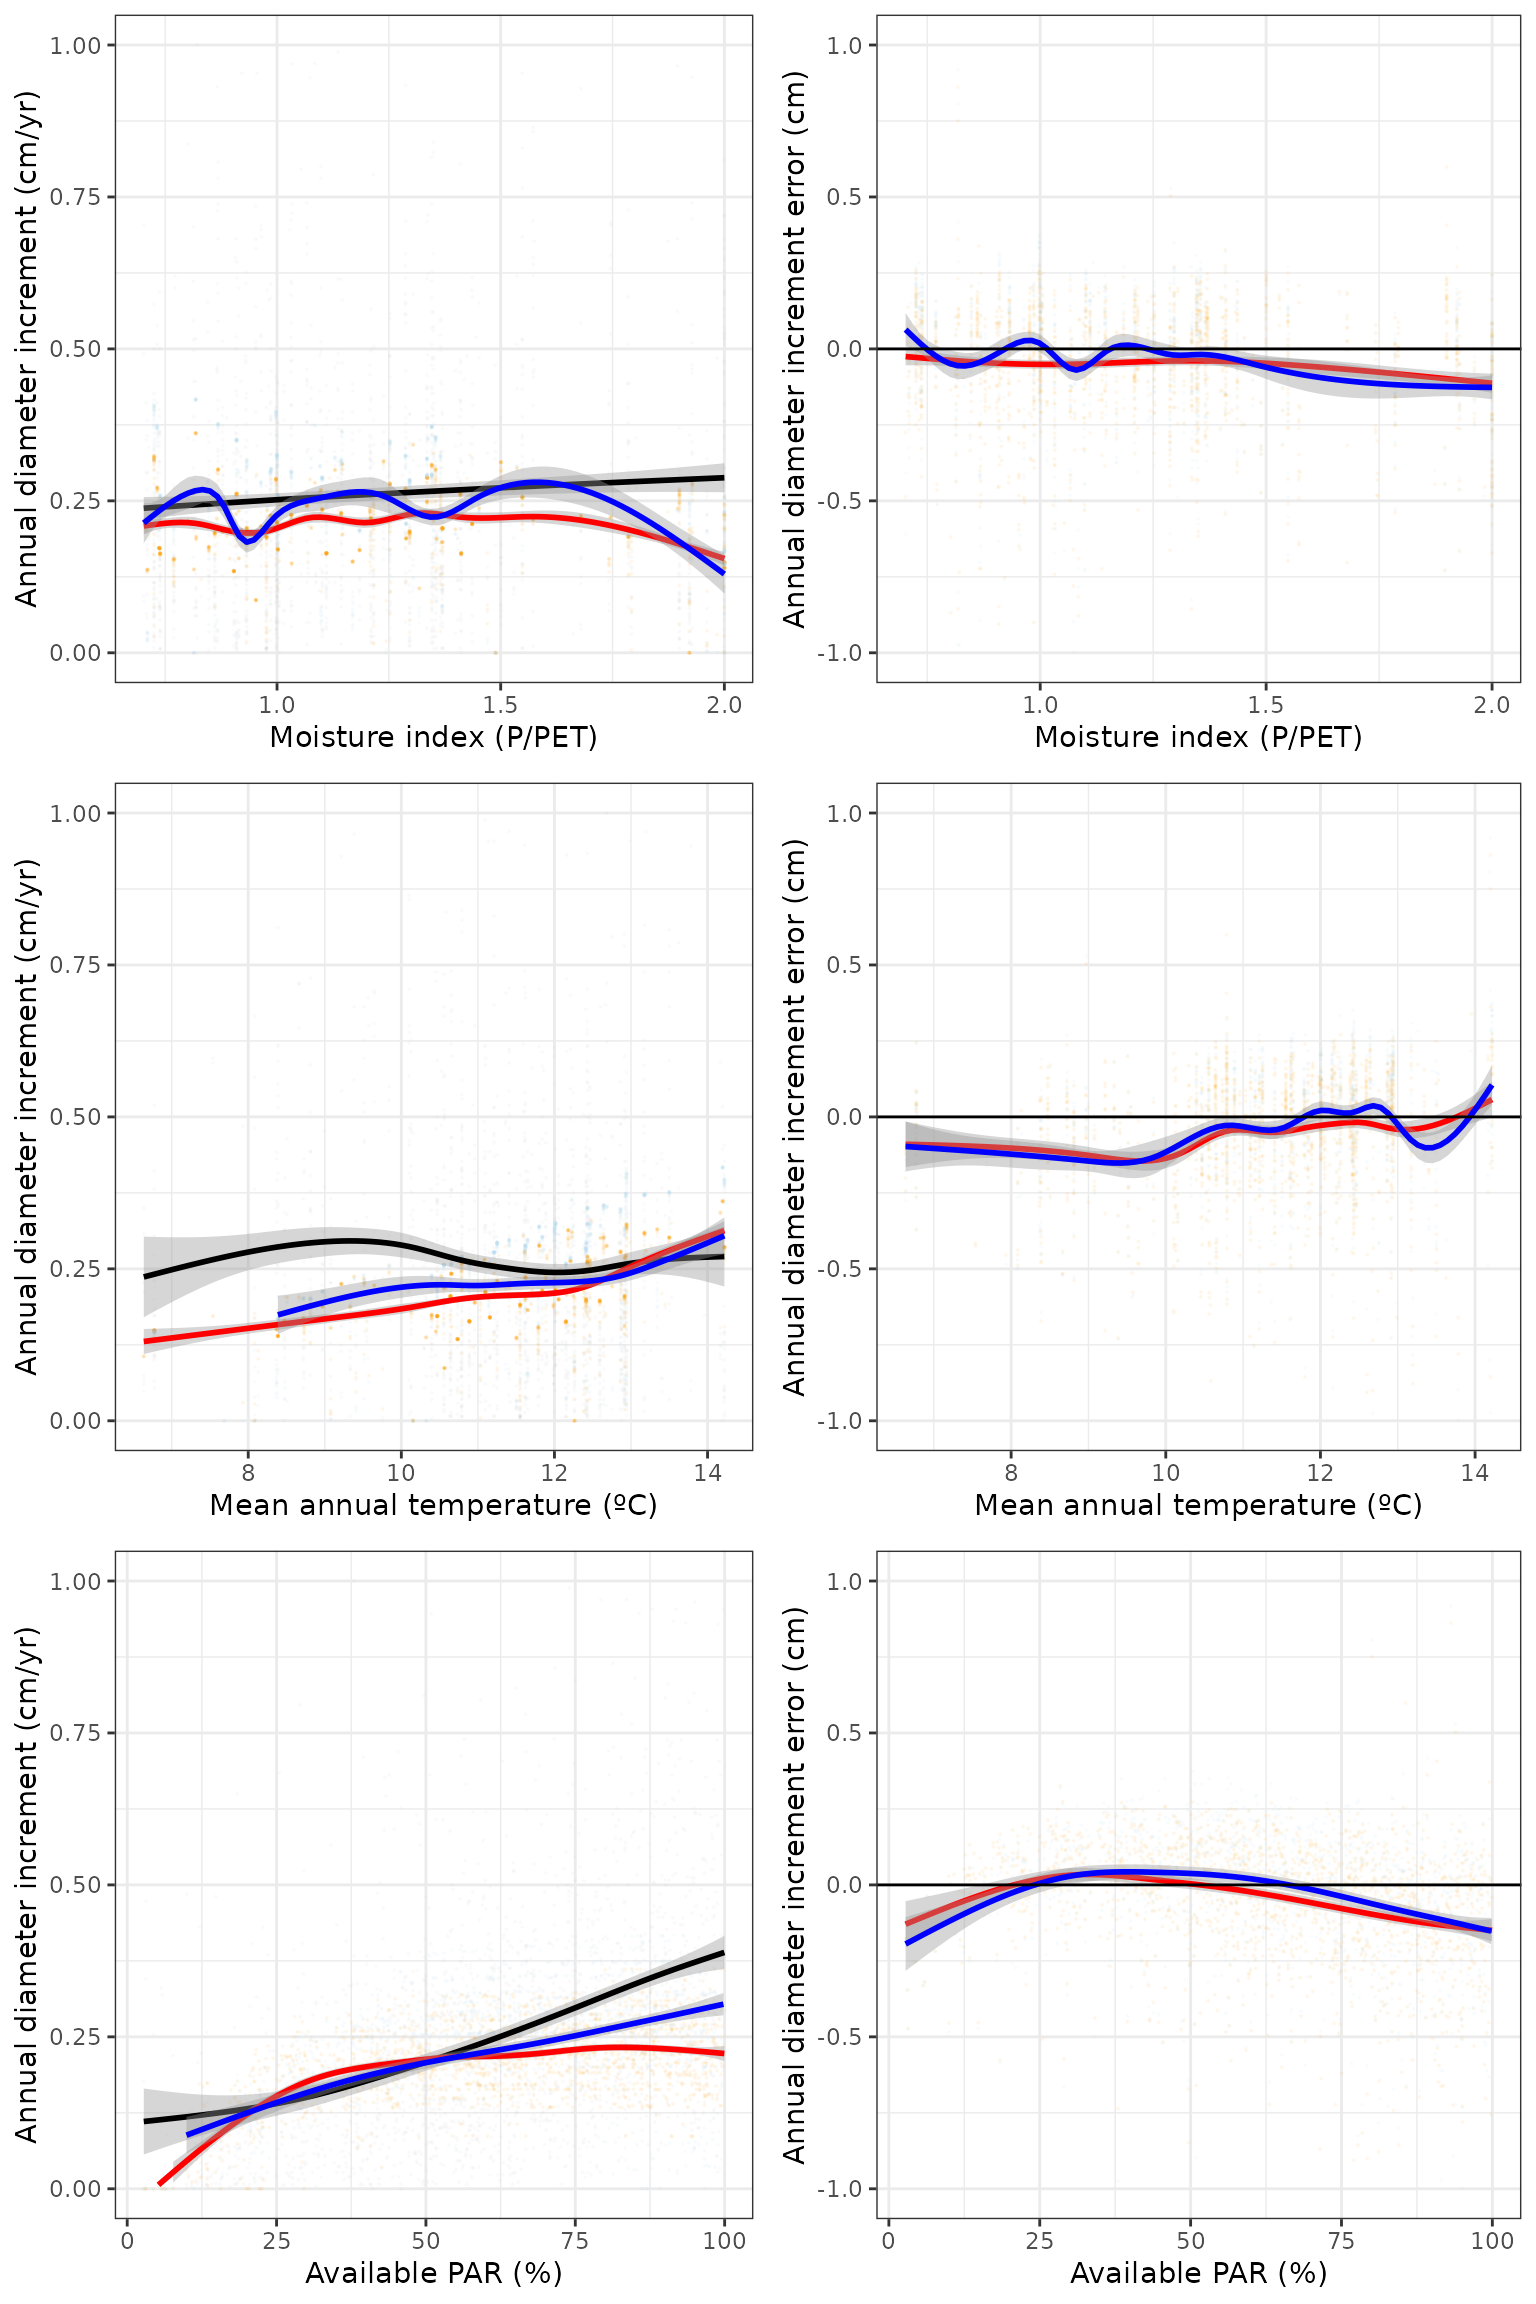 1.00
0.75
0.50
0.25
0.00
Annual diameter increment (cm/yr)
1.0 1.5 2.0
Moisture index (P/PET)
1.0
0.5
0.0
-0.5
-1.0
Annual diameter increment error (cm)
1.0 1.5 2.0
Moisture index (P/PET)
1.00
0.75
0.50
0.25
0.00
Annual diameter increment (cm/yr)
8 10 12 14
Mean annual temperature (ºC)
1.0
0.5
0.0
-0.5
-1.0
Annual diameter increment error (cm)
8 10 12 14
Mean annual temperature (ºC)
1.00
0.75
0.50
0.25
0.00
Annual diameter increment (cm/yr)
0 25 50 75 100
Available PAR (%)
1.0
0.5
0.0
-0.5
-1.0
Annual diameter increment error (cm)
0 25 50 75 100
Available PAR (%)